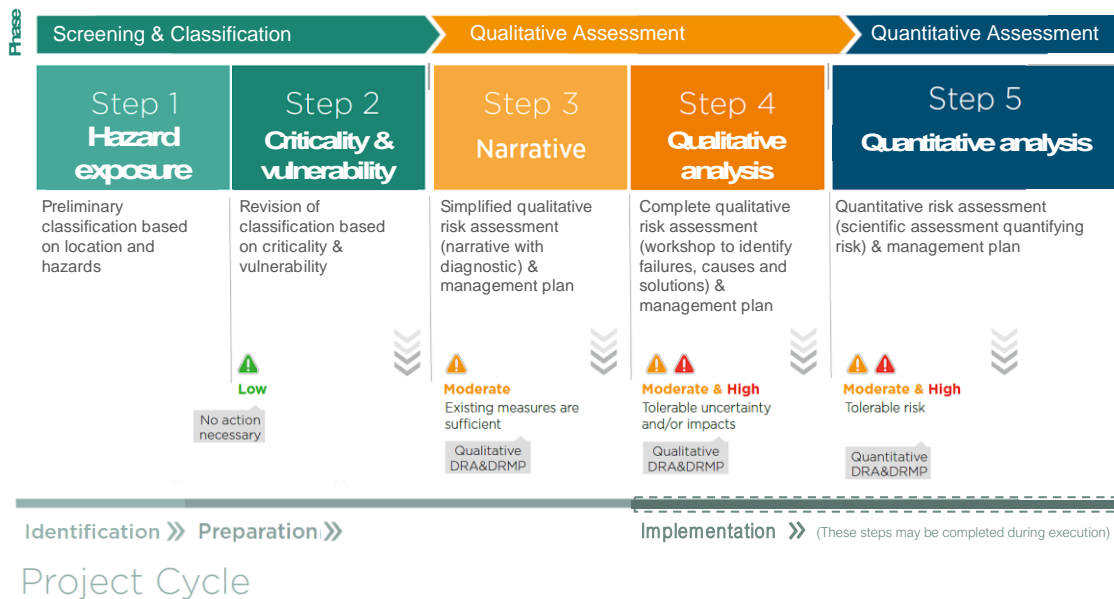 Phase
Screening & Classification
Qualitative Assessment
Quantitative Assessment
Step 1
Hazard
exposure
Step 2
Criticality &
vulnerability
Step 3
Narrative
Step 4
Qualitative
analysis
Step 5
Quantitative analysis
Preliminary
classification based
on location and
hazards
Revision of
classification based
on criticality &
vulnerability
Simplified qualitative
risk assessment
(narrative with
diagnostic) &
management plan
Complete qualitative
risk assessment
(workshop to identify
failures, causes and
solutions) &
management plan
Quantitative risk assessment
(scientific assessment quantifying
risk) & management plan
Low
No action
necessary
Moderate
Existing measures are
sufficient
Qualitative
DRA&DRMP
Moderate & High
Tolerable uncertainty
and/or impacts
Qualitative
DRA&DRMP
Moderate & High
Tolerable risk
Quantitative
DRA&DRMP
Identification
Preparation
Implementation
(These steps may be completed during execution)
Project Cycle